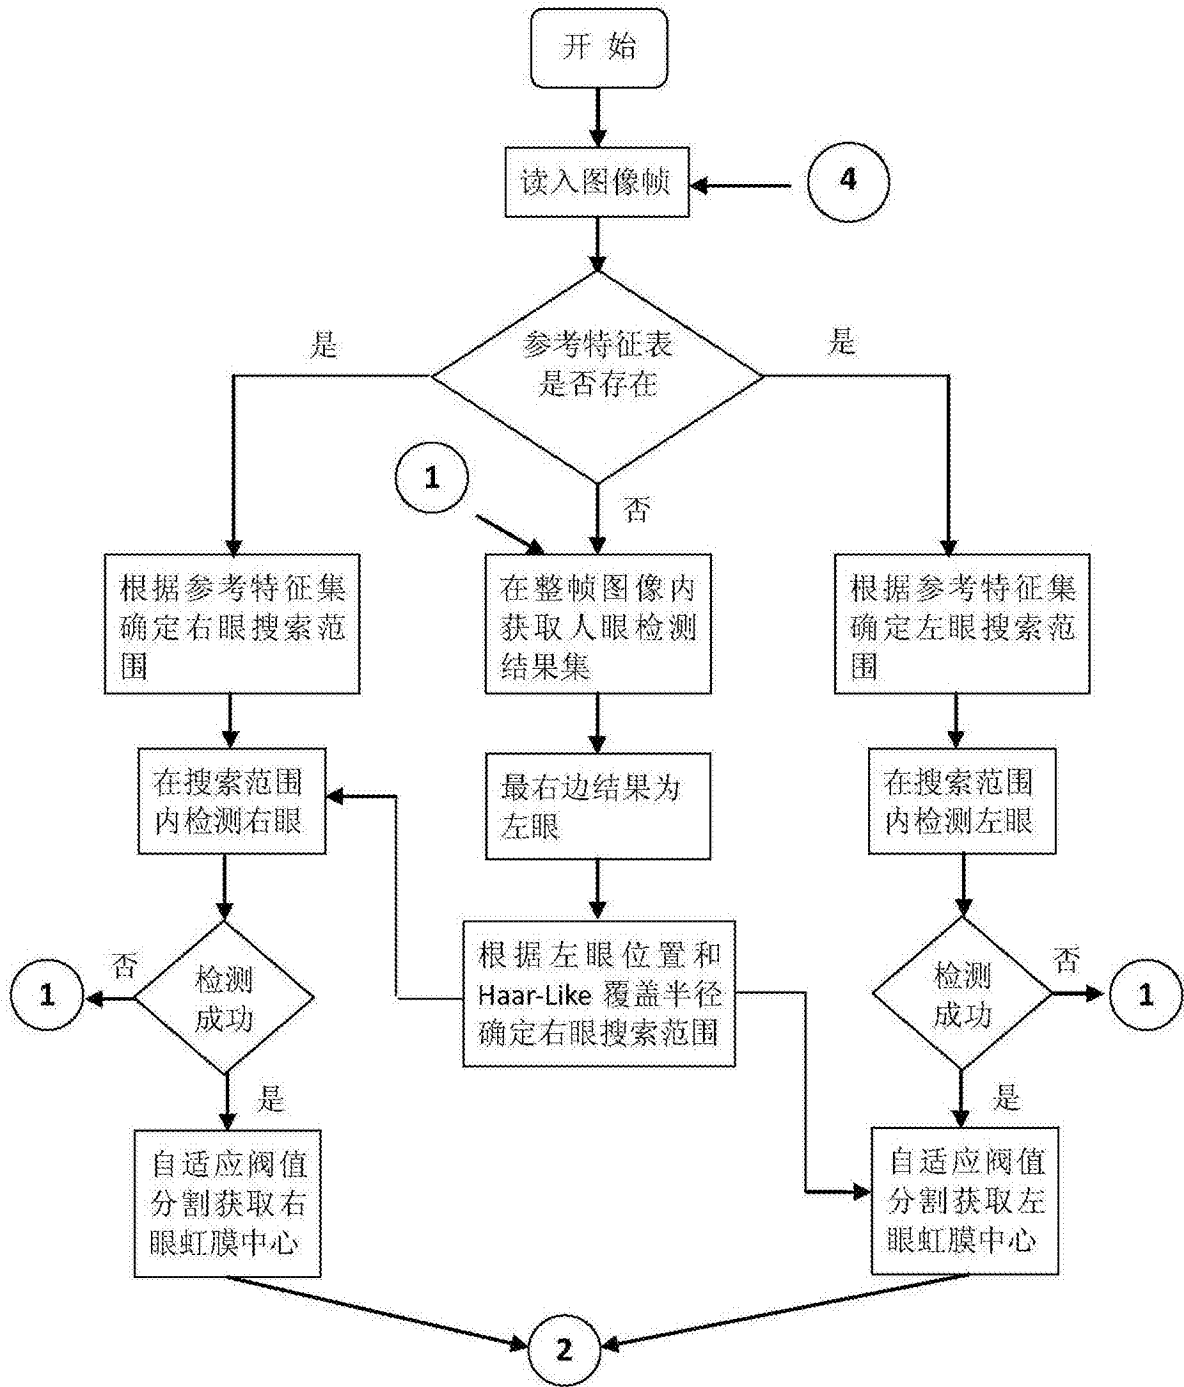 开 始
读入图像帧
4
参考特征表
是否存在
是
是
1
否
根据参考特征集
确定右眼搜索范
围
在整帧图像内
获取人眼检测
结果集
根据参考特征集
确定左眼搜索范
围
在搜索范围
内检测右眼
最右边结果为
左眼
在搜索范围
内检测左眼
否
1
检测
成功
根据左眼位置和
Haar-Like 覆盖半径
确定右眼搜索范围
检测
成功
否
1
是
是
自适应阀值
分割获取右
眼虹膜中心
自适应阀值
分割获取左
眼虹膜中心
2